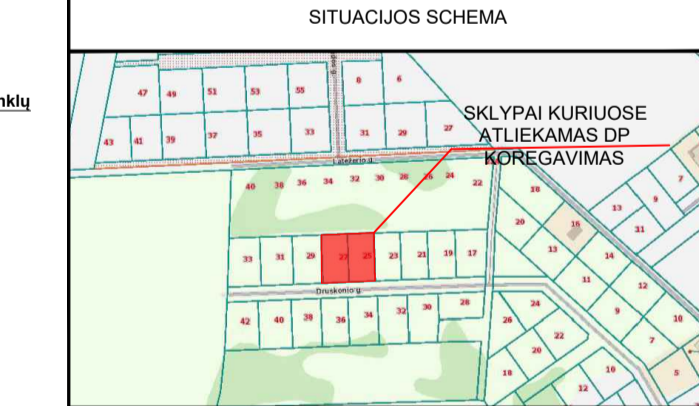 SITUACIJOS SCHEMA
nklų
SKLYPAI KURIUOSE
ATLIEKAMAS DP
KOREGAVIMAS
47 49 51 53 55 8 6
43 41 39 37 35 33 31 29 27
40 38 36 34 32 30 28 26 24 22
18
20 16 13 9 7
11
33 31 29 27 25 23 21 19 17
13 14
11 12
Druskonio g.
42 40 38 36 34 32 30 28
24 9 10
26 22 7
20
18 10 5
12